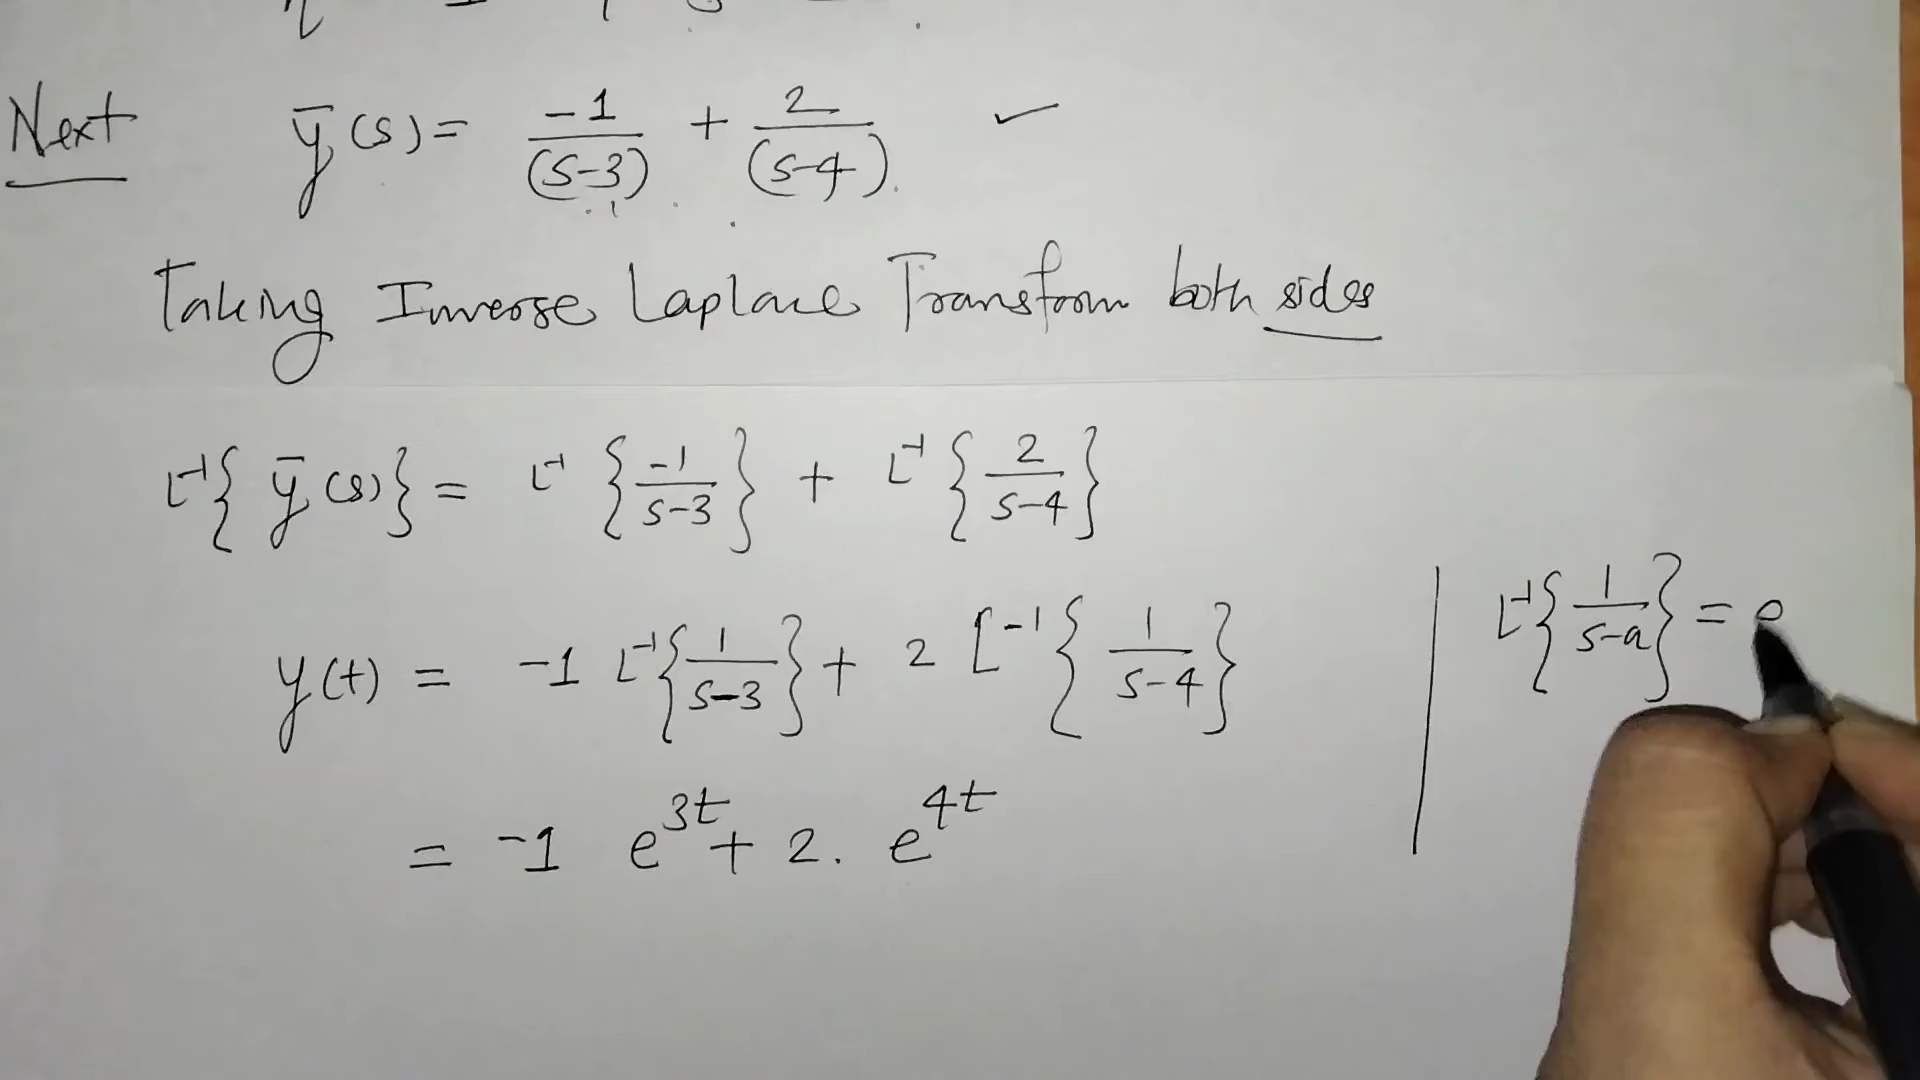 Next ȳ(s) = -1/(s-3) + 2/(s-4). ✓
Taking Inverse Laplace Transform both sides
L⁻¹{ȳ(s)} = L⁻¹{-1/s-3} + L⁻¹{2/s-4}
y(t) = -1 L⁻¹{1/s-3} + 2 L⁻¹{1/s-4}
L⁻¹{1/s-a} = e
= -1 e^3t + 2. e^4t